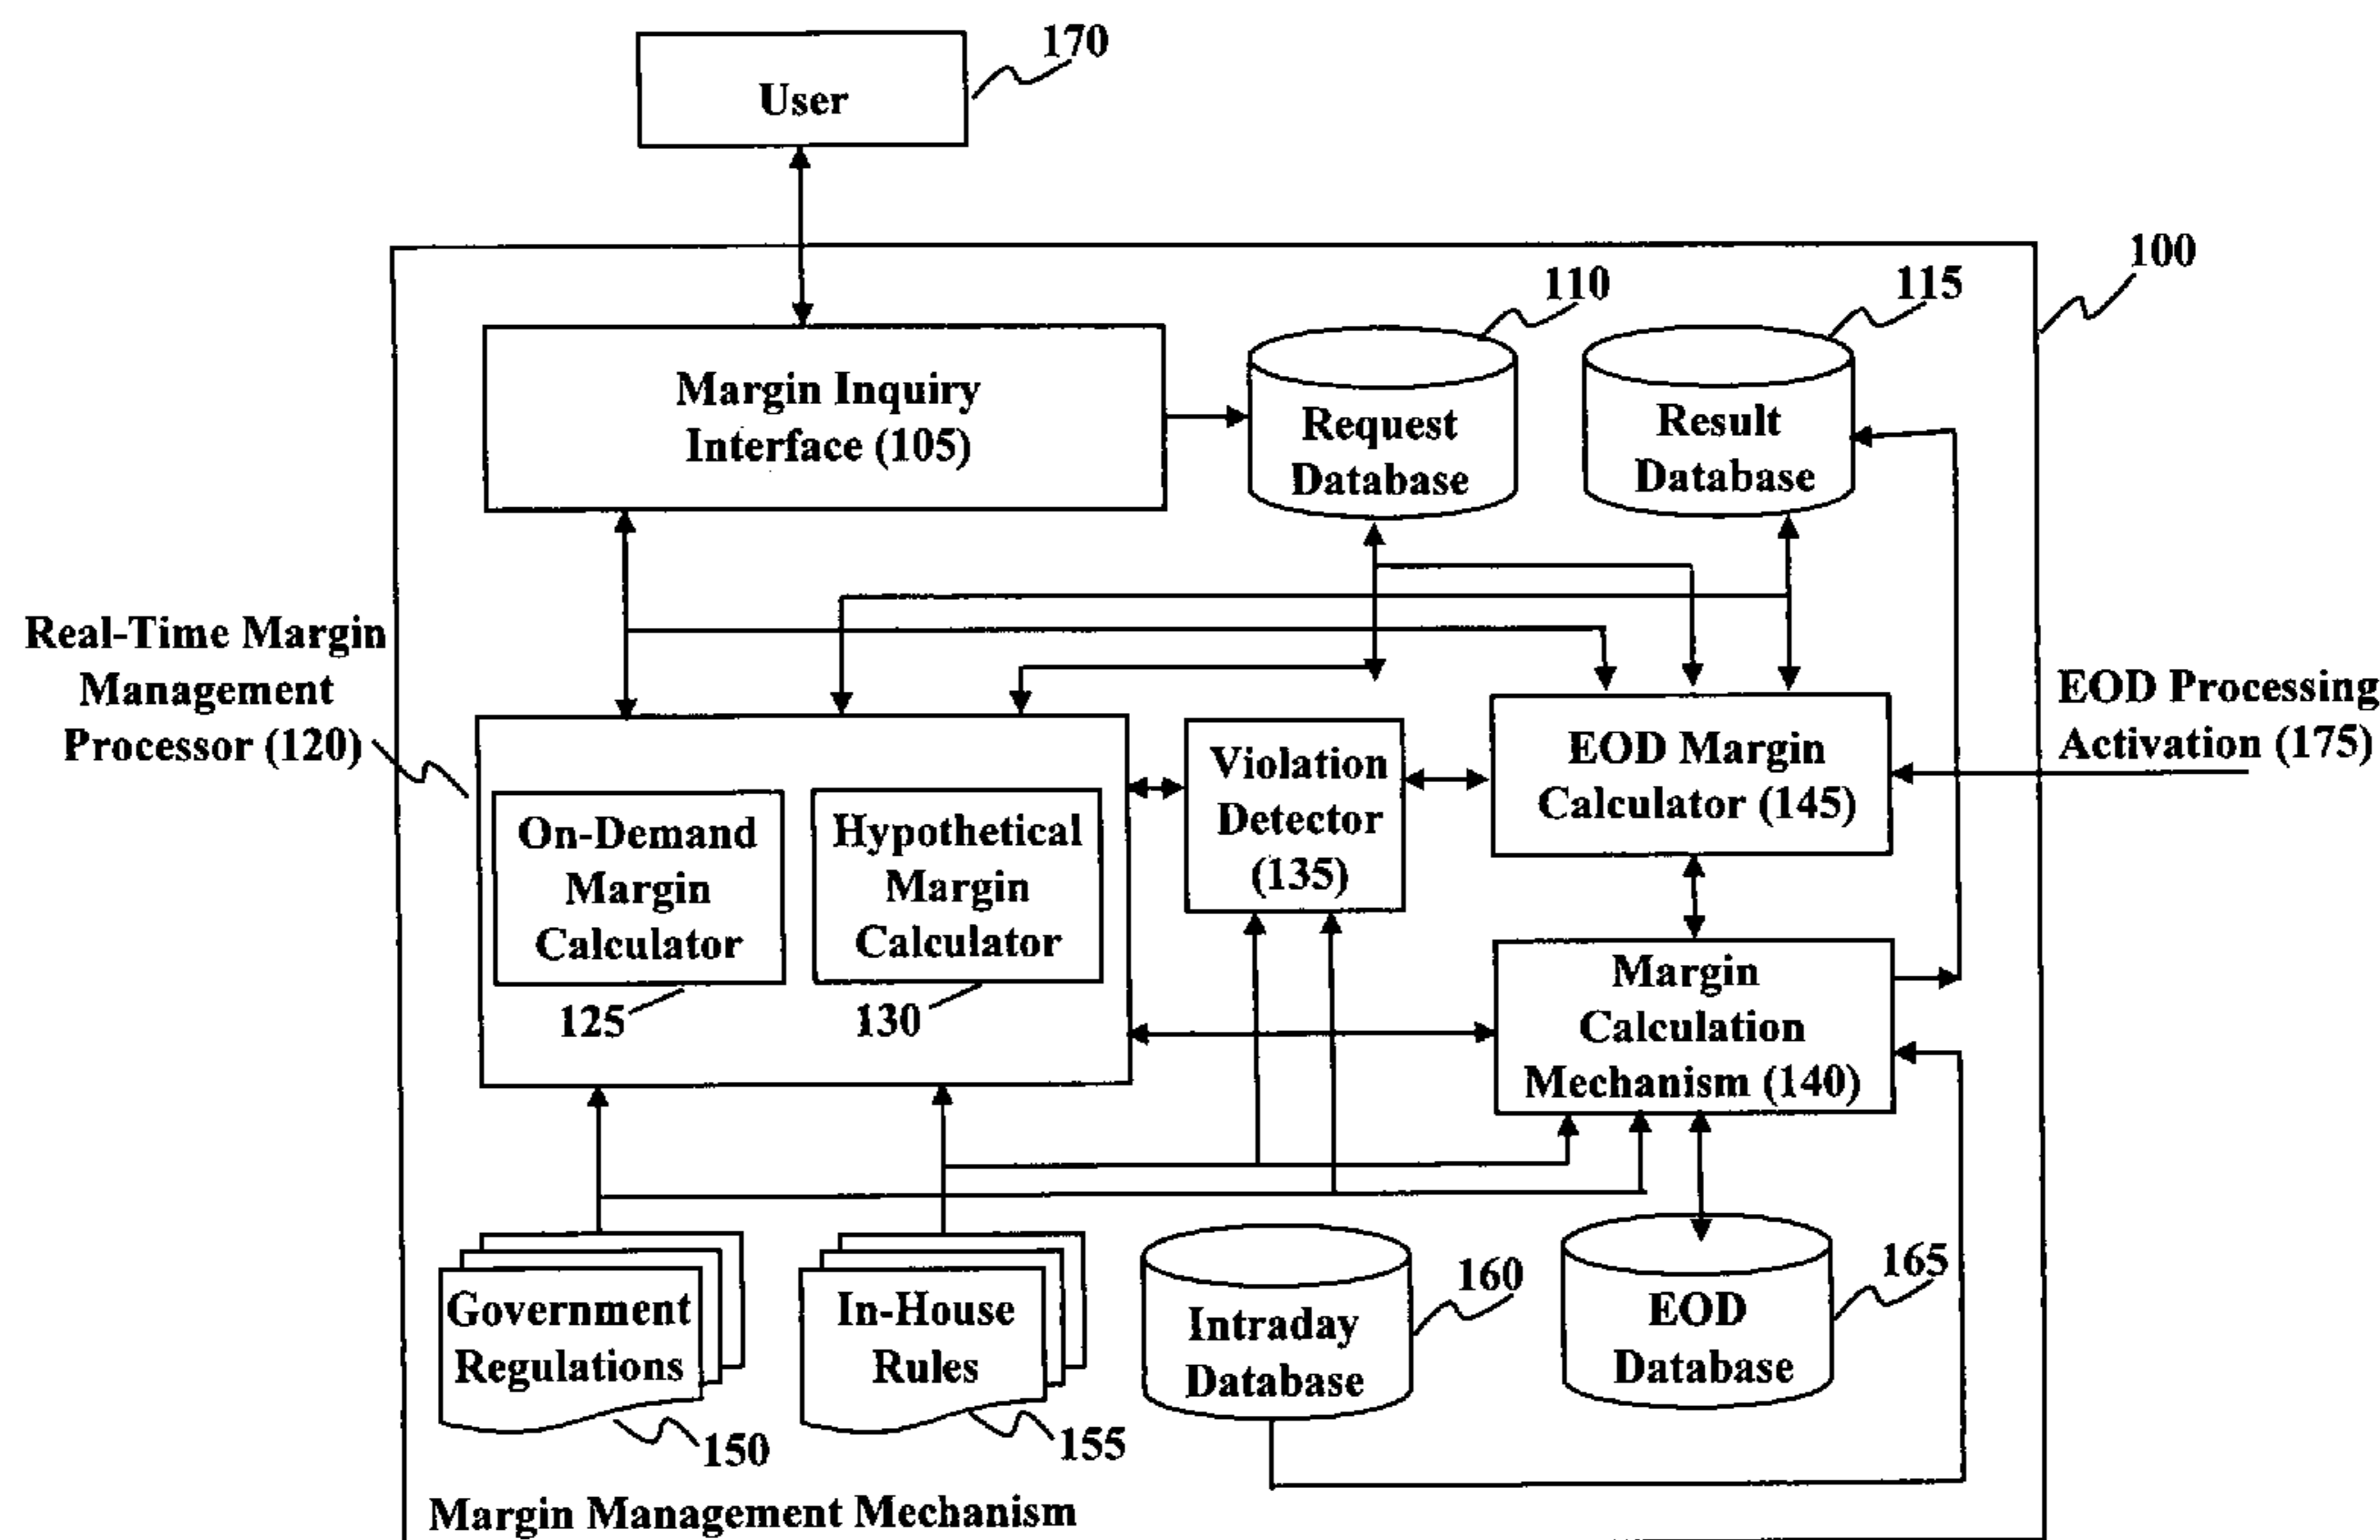 170
User
100
110
115
Margin Inquiry
Interface (105)
Request
Database
Result
Database
Real-Time Margin
Management
Processor (120)
EOD Processing
Activation (175)
On-Demand
Margin
Calculator
125
Hypothetical
Margin
Calculator
130
Violation
Detector
(135)
EOD Margin
Calculator (145)
Margin
Calculation
Mechanism (140)
Government
Regulations
150
In-House
Rules
155
Intraday
Database
160
EOD
Database
165
Margin Management Mechanism